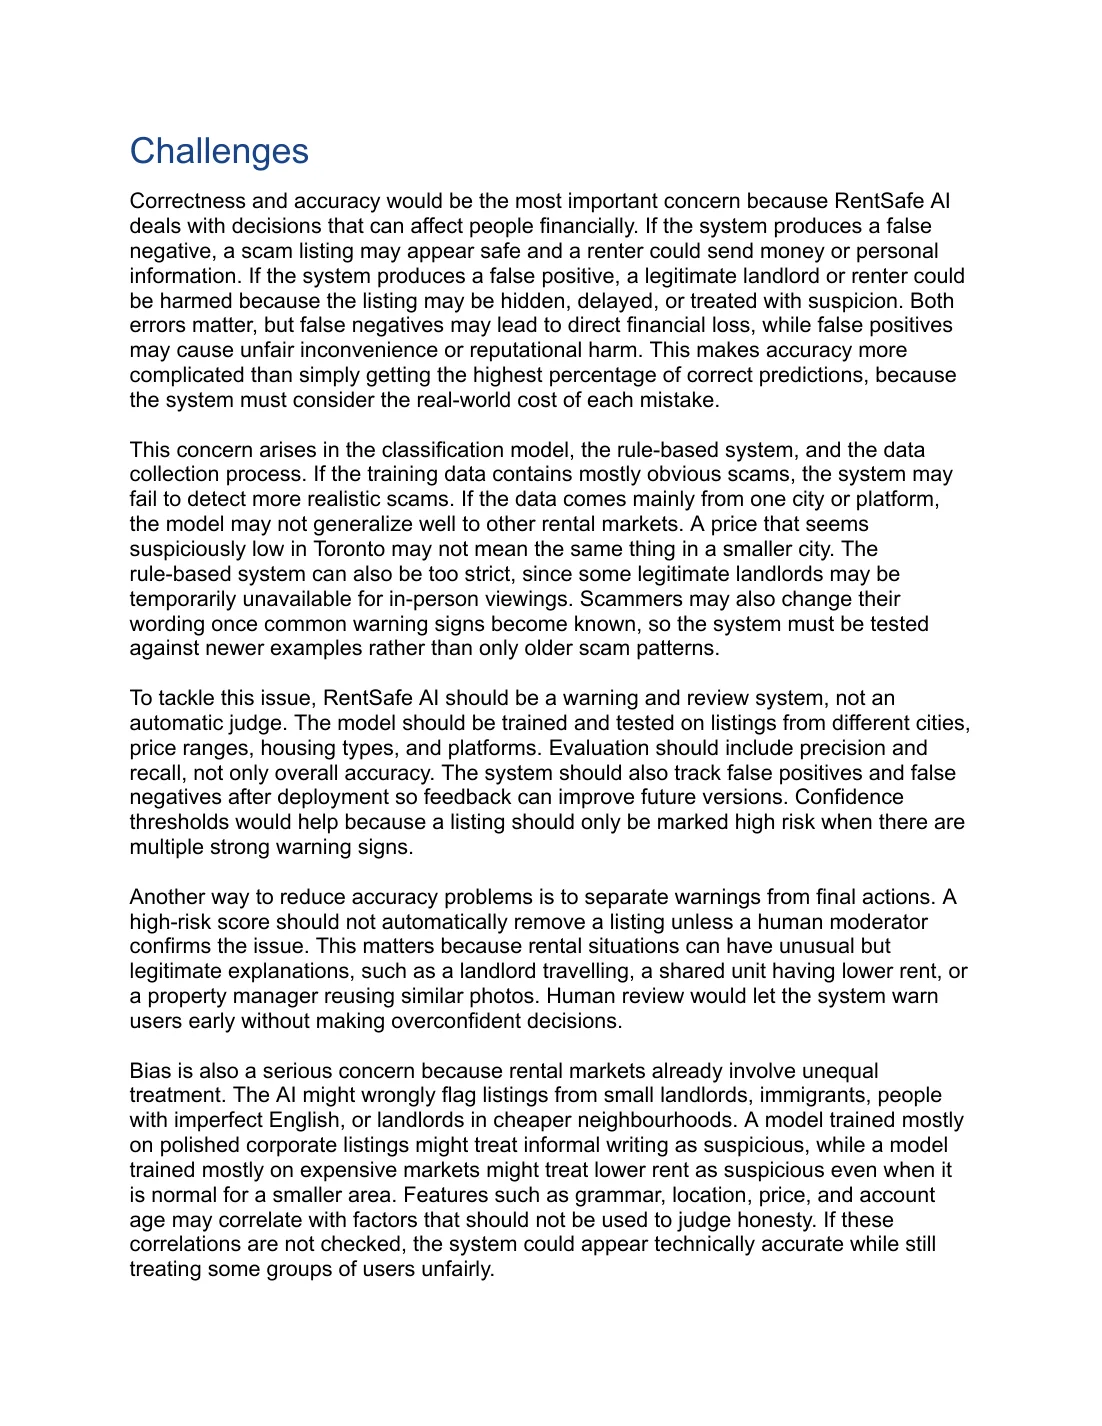 Challenges
Correctness and accuracy would be the most important concern because RentSafe AI
deals with decisions that can affect people financially. If the system produces a false
negative, a scam listing may appear safe and a renter could send money or personal
information. If the system produces a false positive, a legitimate landlord or renter could
be harmed because the listing may be hidden, delayed, or treated with suspicion. Both
errors matter, but false negatives may lead to direct financial loss, while false positives
may cause unfair inconvenience or reputational harm. This makes accuracy more
complicated than simply getting the highest percentage of correct predictions, because
the system must consider the real-world cost of each mistake.
This concern arises in the classification model, the rule-based system, and the data
collection process. If the training data contains mostly obvious scams, the system may
fail to detect more realistic scams. If the data comes mainly from one city or platform,
the model may not generalize well to other rental markets. A price that seems
suspiciously low in Toronto may not mean the same thing in a smaller city. The
rule-based system can also be too strict, since some legitimate landlords may be
temporarily unavailable for in-person viewings. Scammers may also change their
wording once common warning signs become known, so the system must be tested
against newer examples rather than only older scam patterns.
To tackle this issue, RentSafe AI should be a warning and review system, not an
automatic judge. The model should be trained and tested on listings from different cities,
price ranges, housing types, and platforms. Evaluation should include precision and
recall, not only overall accuracy. The system should also track false positives and false
negatives after deployment so feedback can improve future versions. Confidence
thresholds would help because a listing should only be marked high risk when there are
multiple strong warning signs.
Another way to reduce accuracy problems is to separate warnings from final actions. A
high-risk score should not automatically remove a listing unless a human moderator
confirms the issue. This matters because rental situations can have unusual but
legitimate explanations, such as a landlord travelling, a shared unit having lower rent, or
a property manager reusing similar photos. Human review would let the system warn
users early without making overconfident decisions.
Bias is also a serious concern because rental markets already involve unequal
treatment. The AI might wrongly flag listings from small landlords, immigrants, people
with imperfect English, or landlords in cheaper neighbourhoods. A model trained mostly
on polished corporate listings might treat informal writing as suspicious, while a model
trained mostly on expensive markets might treat lower rent as suspicious even when it
is normal for a smaller area. Features such as grammar, location, price, and account
age may correlate with factors that should not be used to judge honesty. If these
correlations are not checked, the system could appear technically accurate while still
treating some groups of users unfairly.